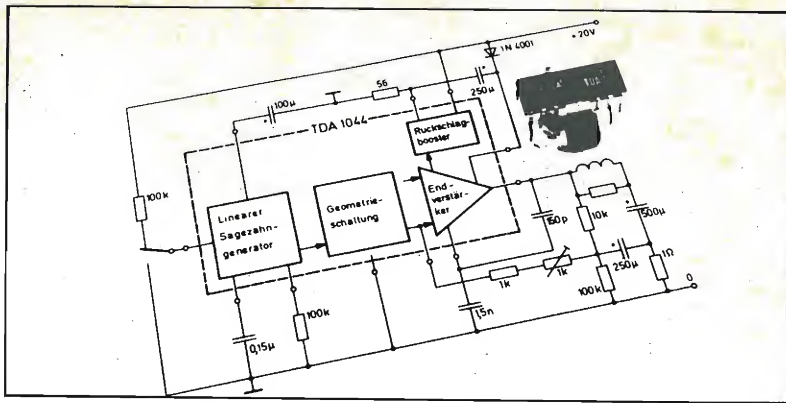 1N 4001
+20V
56
250µ
100µ
TDA 1044
Rückschlag-
booster
100k
Linearer
Sägezahn-
generator
Geometrie-
schaltung
End-
verstär-
ker
150p
10k
500µ
250µ
1Ω
1k
1k
100k
0
1,5n
100k
0,15µ
TDA